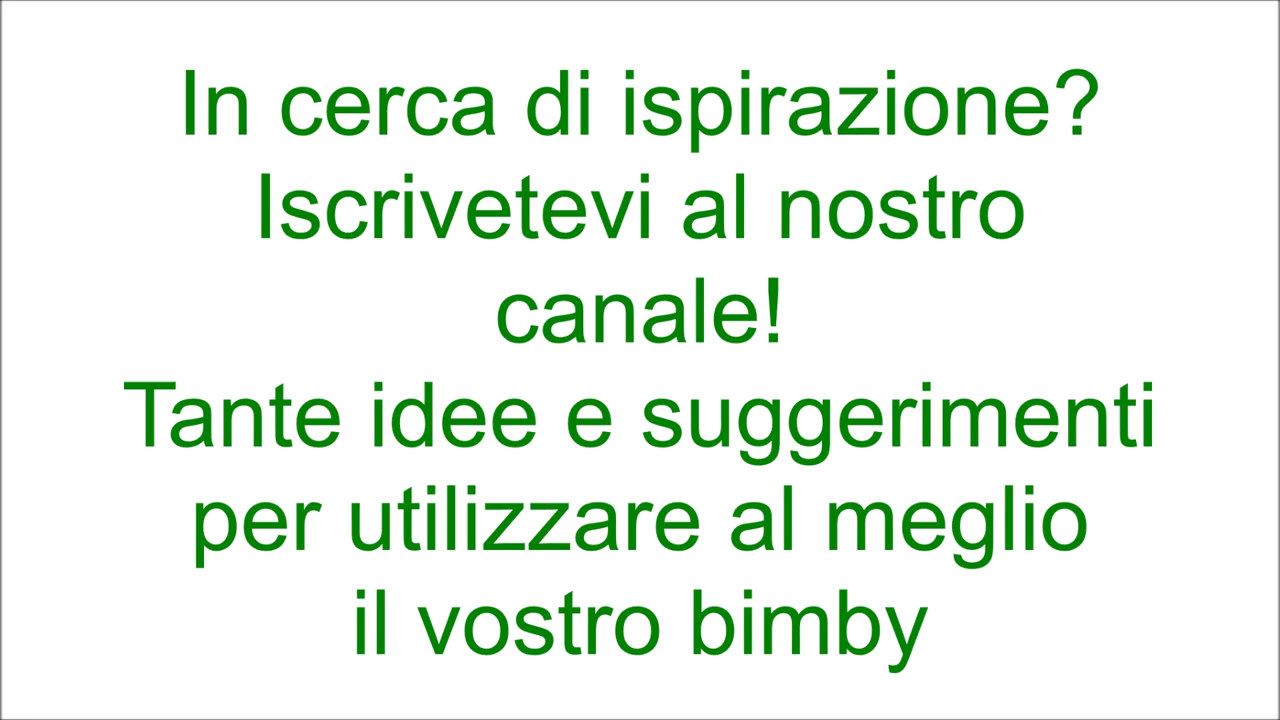 In cerca di ispirazione?
Iscrivetevi al nostro
canale!
Tante idee e suggerimenti
per utilizzare al meglio
il vostro bimby